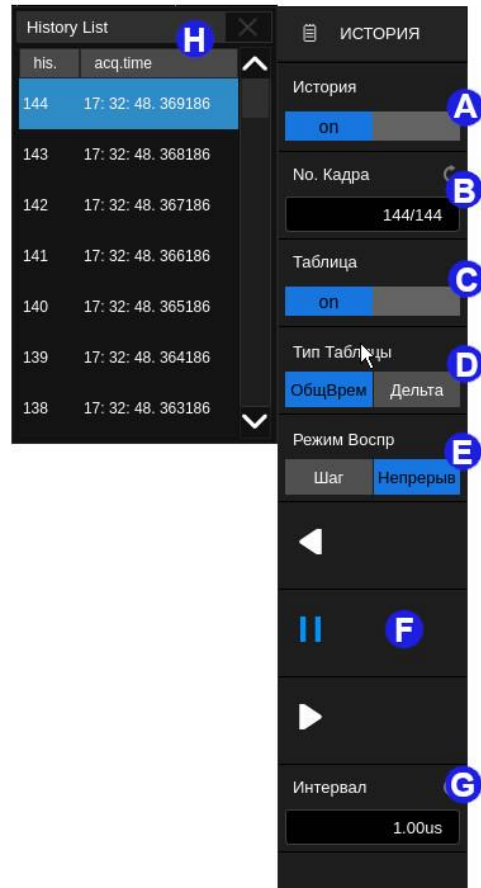 History List
H
his. acq.time
144 17: 32: 48. 369186
143 17: 32: 48. 368186
142 17: 32: 48. 367186
141 17: 32: 48. 366186
140 17: 32: 48. 365186
139 17: 32: 48. 364186
138 17: 32: 48. 363186
ИСТОРИЯ
История
A
on
No. Кадра
B
144/144
Таблица
C
on
Тип Таблицы
D
ОбщВрем Дельта
Режим Воспр
E
Шаг Непрерыв
F
Интервал
G
1.00us